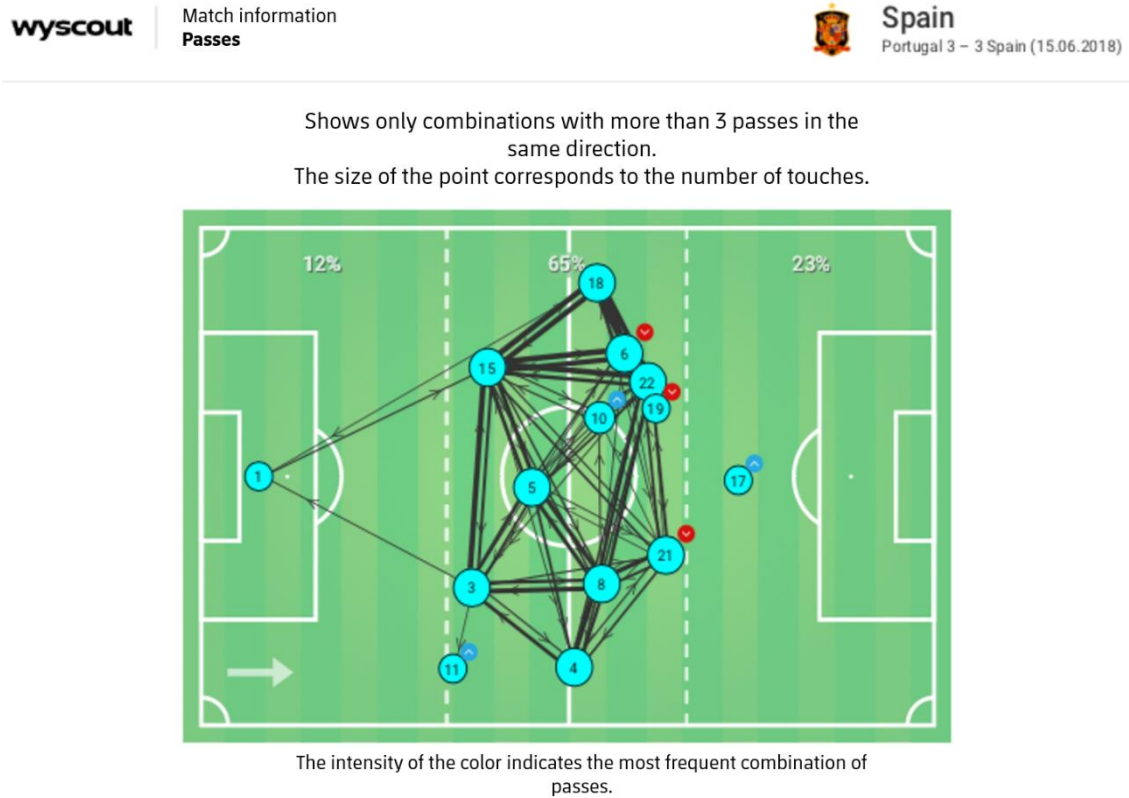 wyscout
Match information
Passes
Spain
Portugal 3 – 3 Spain (15.06.2018)
Shows only combinations with more than 3 passes in the
same direction.
The size of the point corresponds to the number of touches.
12%
65%
23%
18
6
15
22
19
10
1
5
17
21
3
8
11
4
The intensity of the color indicates the most frequent combination of
passes.